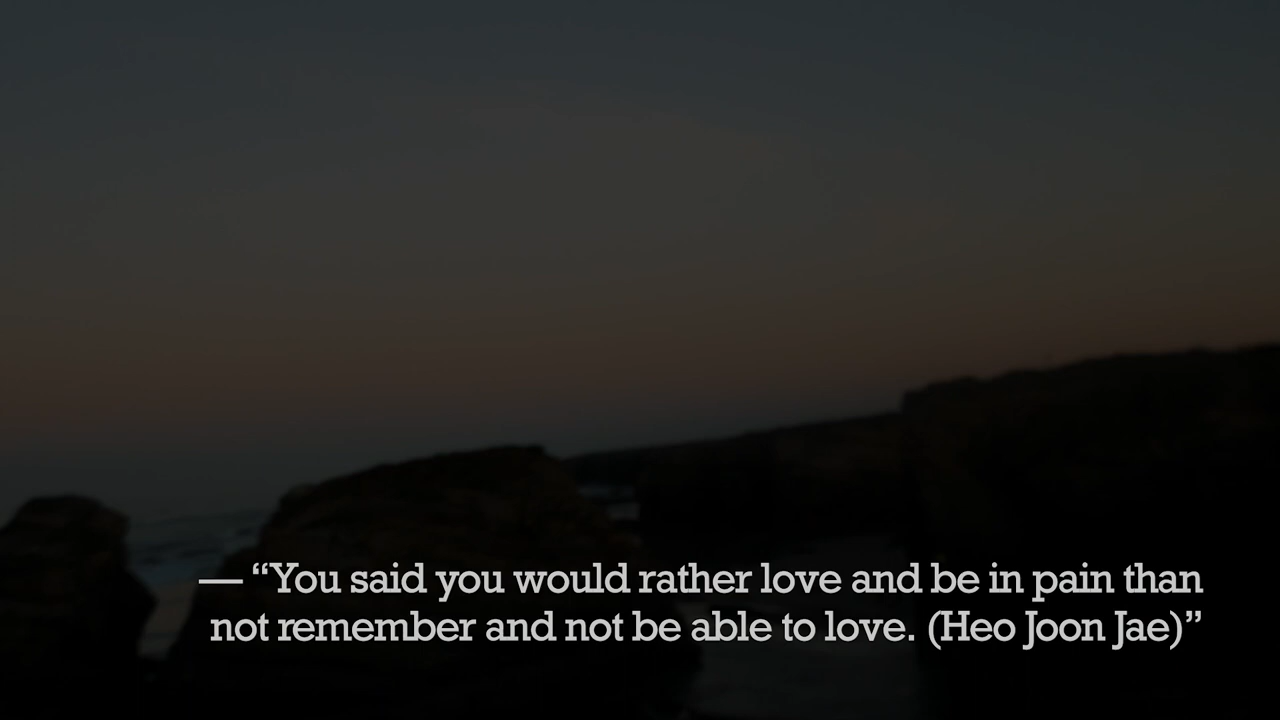 — “You said you would rather love and be in pain than
not remember and not be able to love. (Heo Joon Jae)”